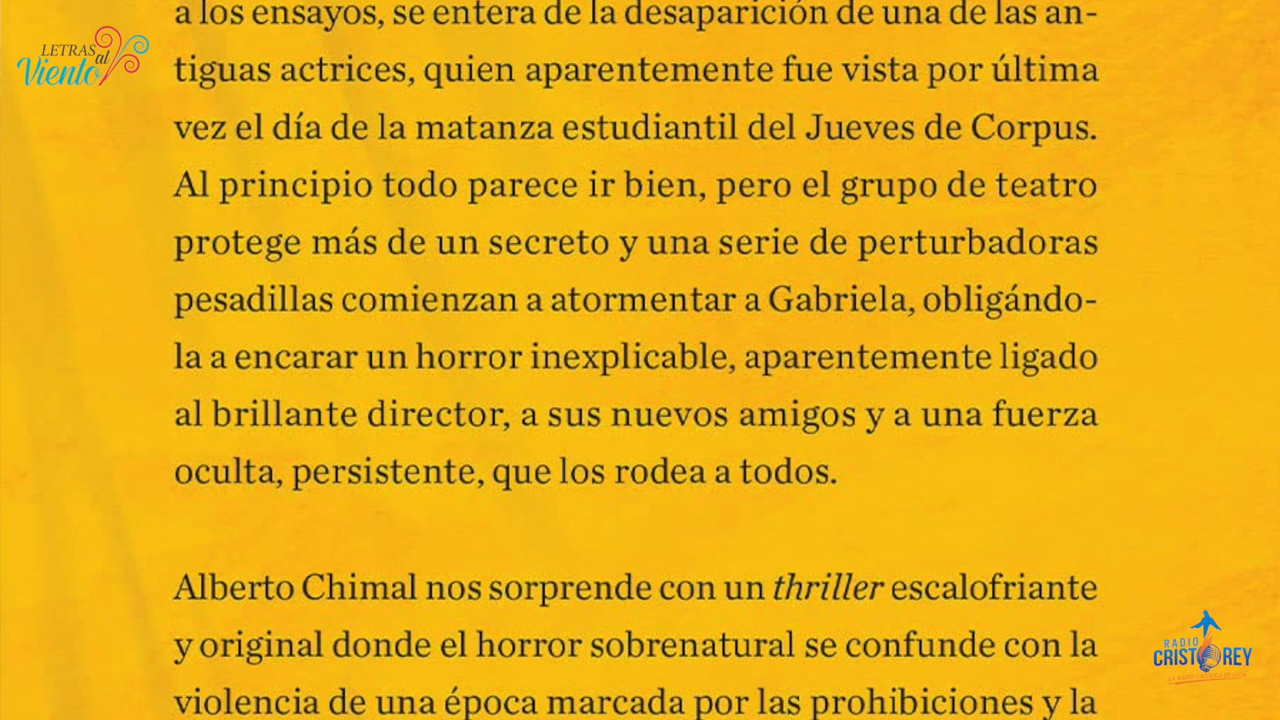 LETRAS
al
Viento
a los ensayos, se entera de la desaparición de una de las an-
tiguas actrices, quien aparentemente fue vista por última
vez el día de la matanza estudiantil del Jueves de Corpus.
Al principio todo parece ir bien, pero el grupo de teatro
protege más de un secreto y una serie de perturbadoras
pesadillas comienzan a atormentar a Gabriela, obligándo-
la a encarar un horror inexplicable, aparentemente ligado
al brillante director, a sus nuevos amigos y a una fuerza
oculta, persistente, que los rodea a todos.
Alberto Chimal nos sorprende con un thriller escalofriante
y original donde el horror sobrenatural se confunde con la
violencia de una época marcada por las prohibiciones y la
RADIO
CRISTO REY
LA RADIO CATÓLICA DE LEÓN